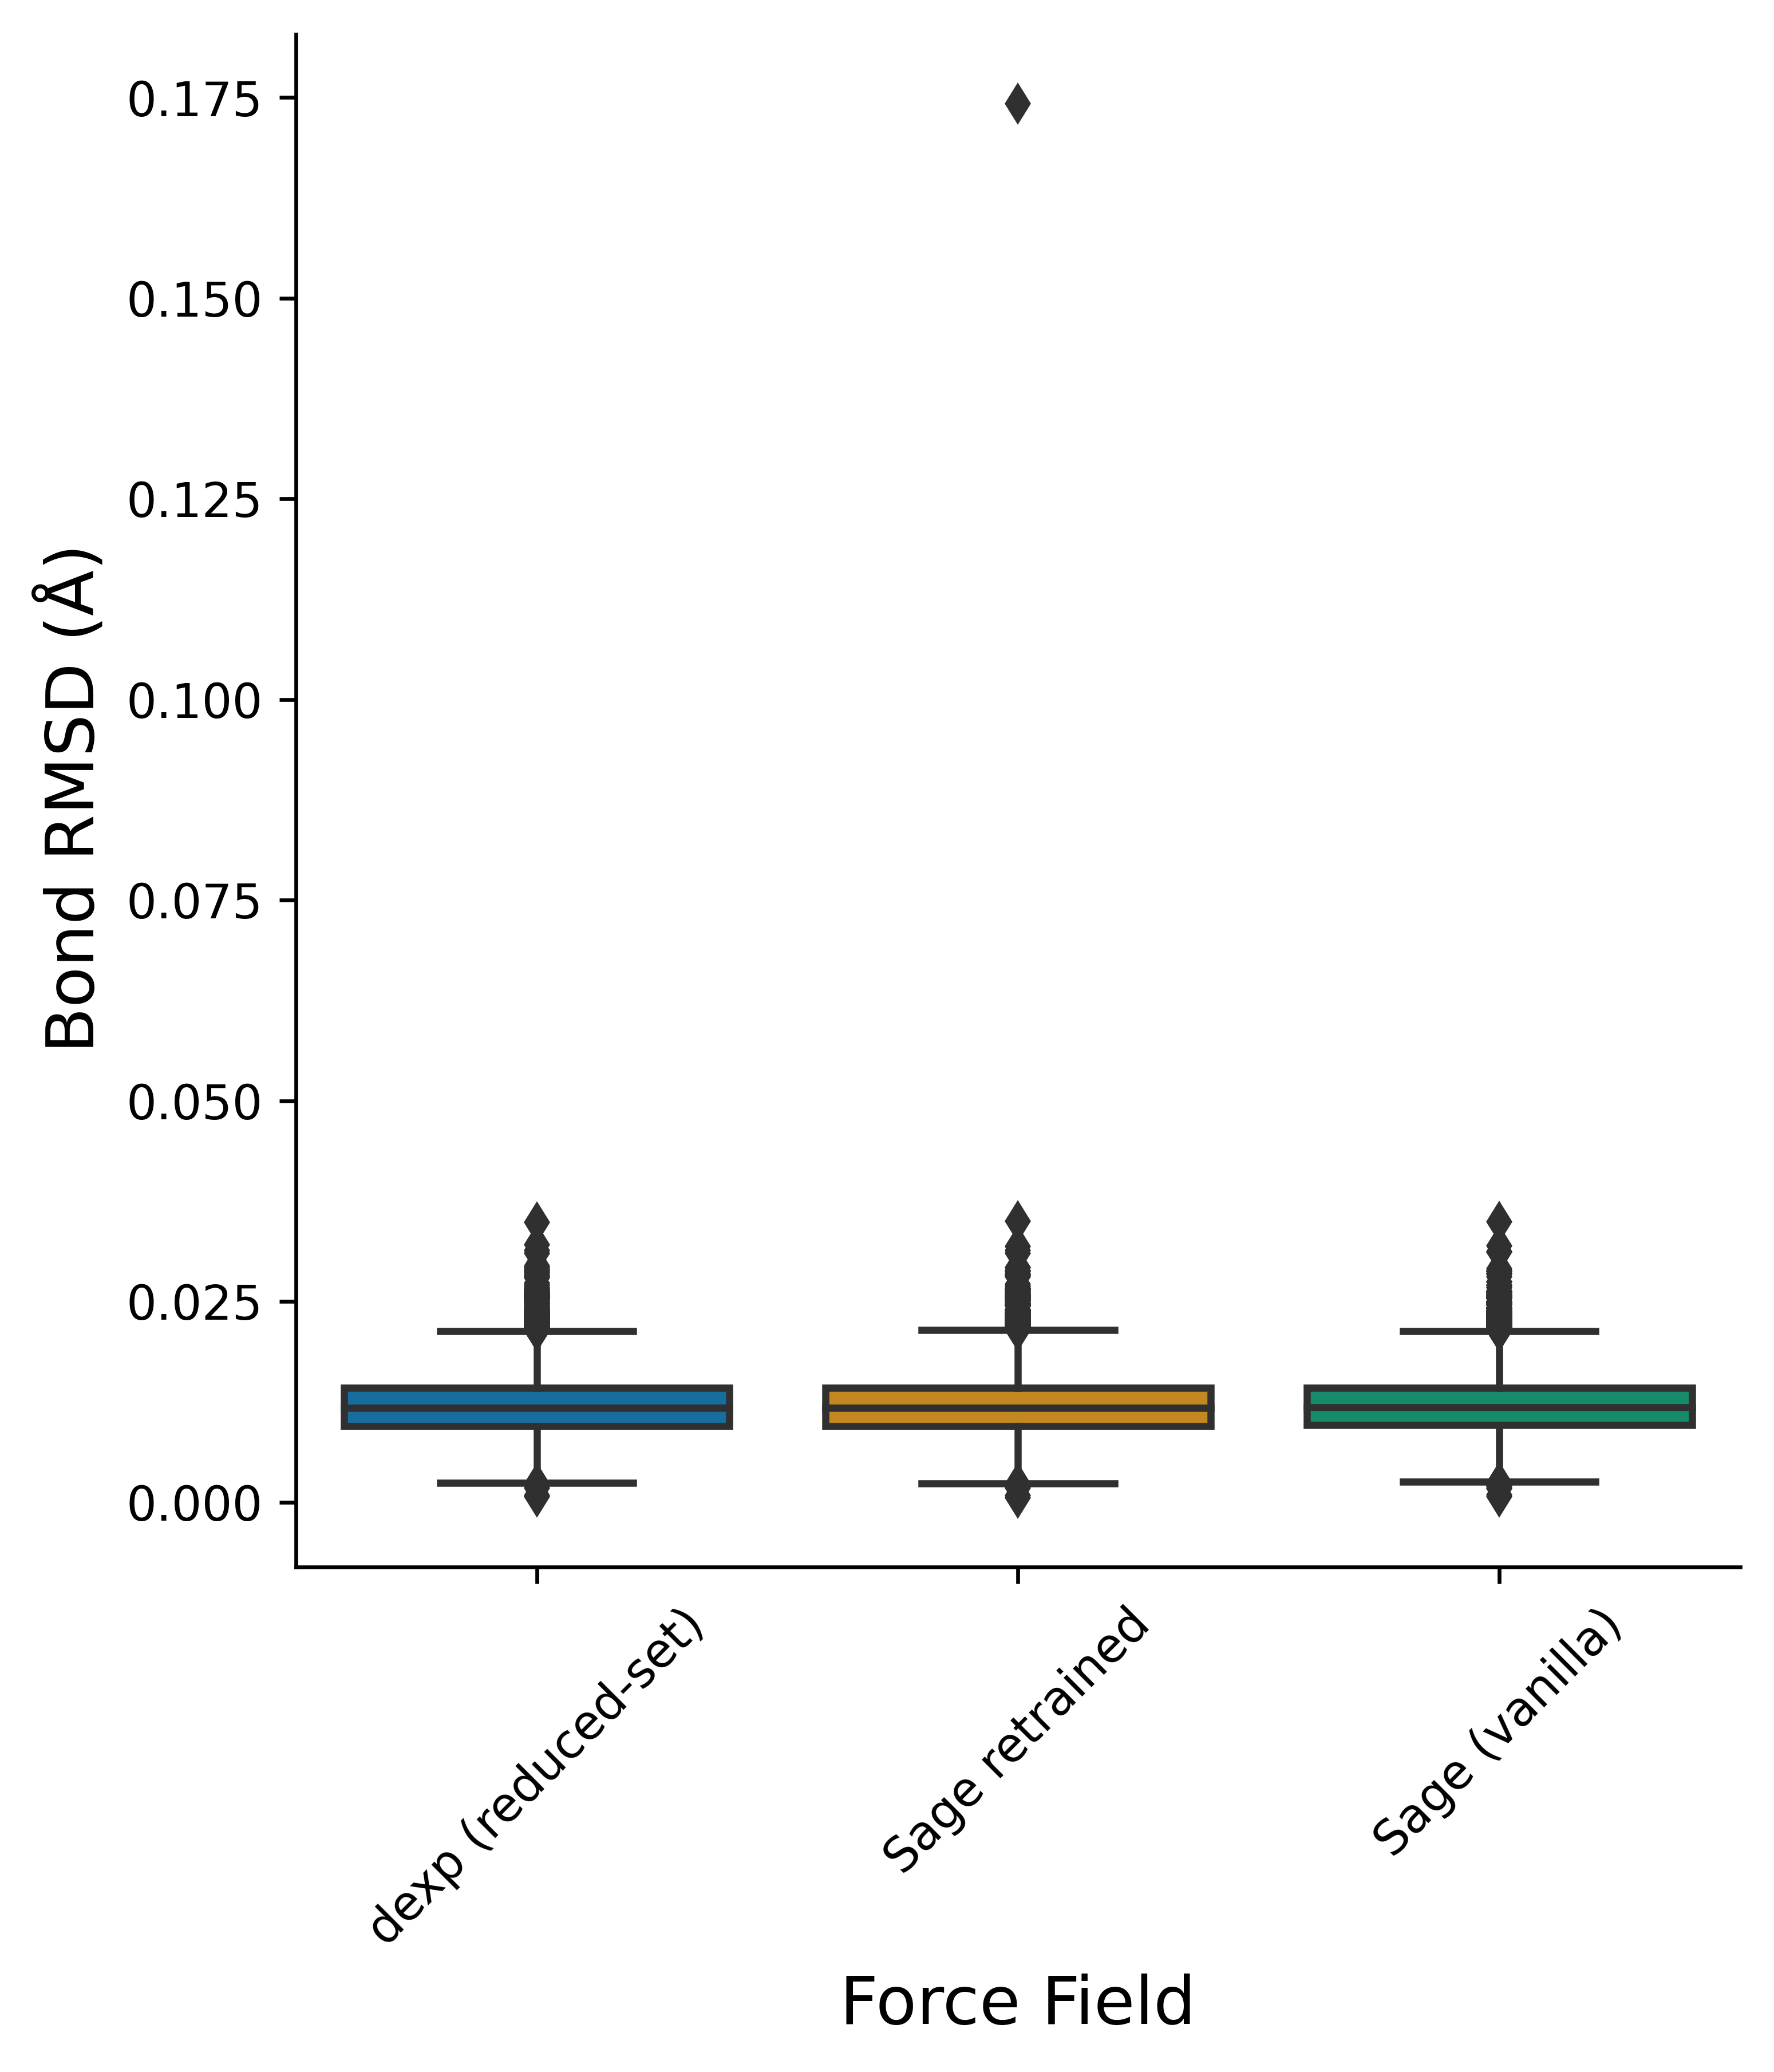 Bond RMSD (Å)
0.175
0.150
0.125
0.100
0.075
0.050
0.025
0.000
dexp (reduced-set)
Sage retrained
Sage (vanilla)
Force Field